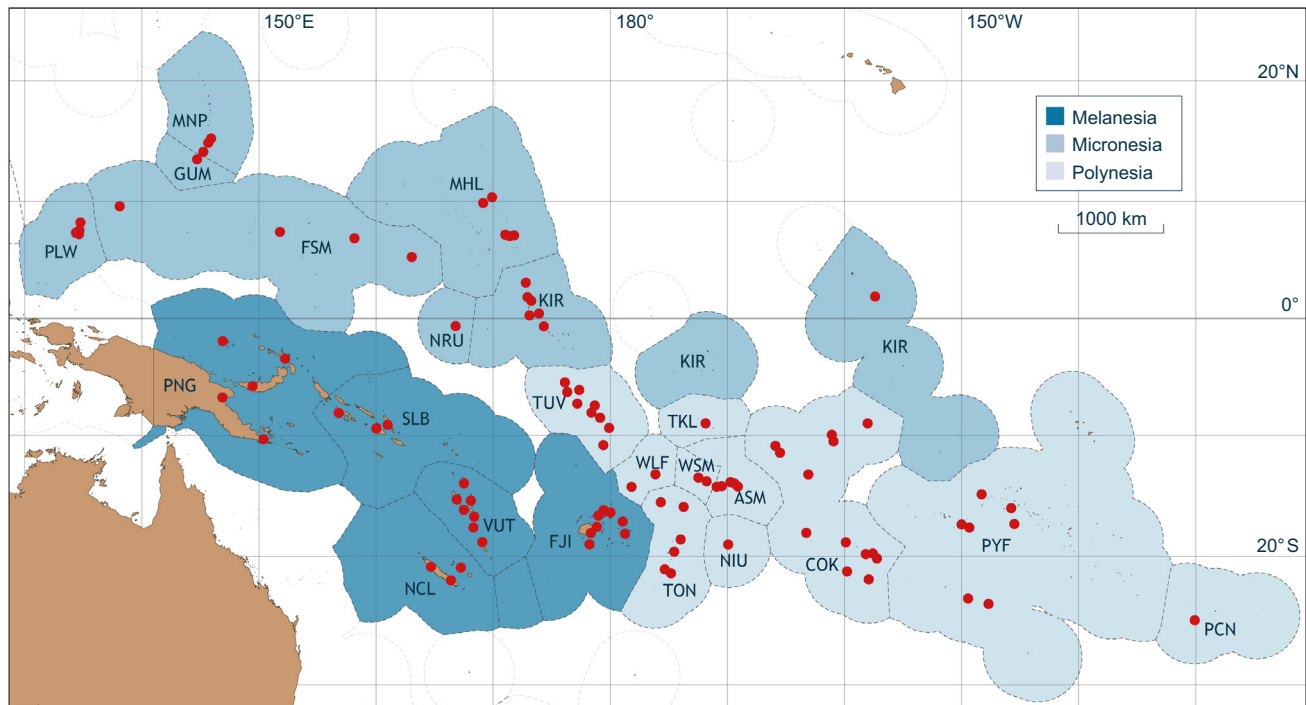 150°E
180°
150°W
20°N
MNP
Melanesia
Micronesia
Polynesia
GUM
MHL
1000 km
PLW
FSM
KIR
0°
NRU
KIR
KIR
PNG
TUV
SLB
TKL
WLF
WSM
ASM
VUT
FJI
PYF
NIU
20°S
COK
NCL
TON
PCN